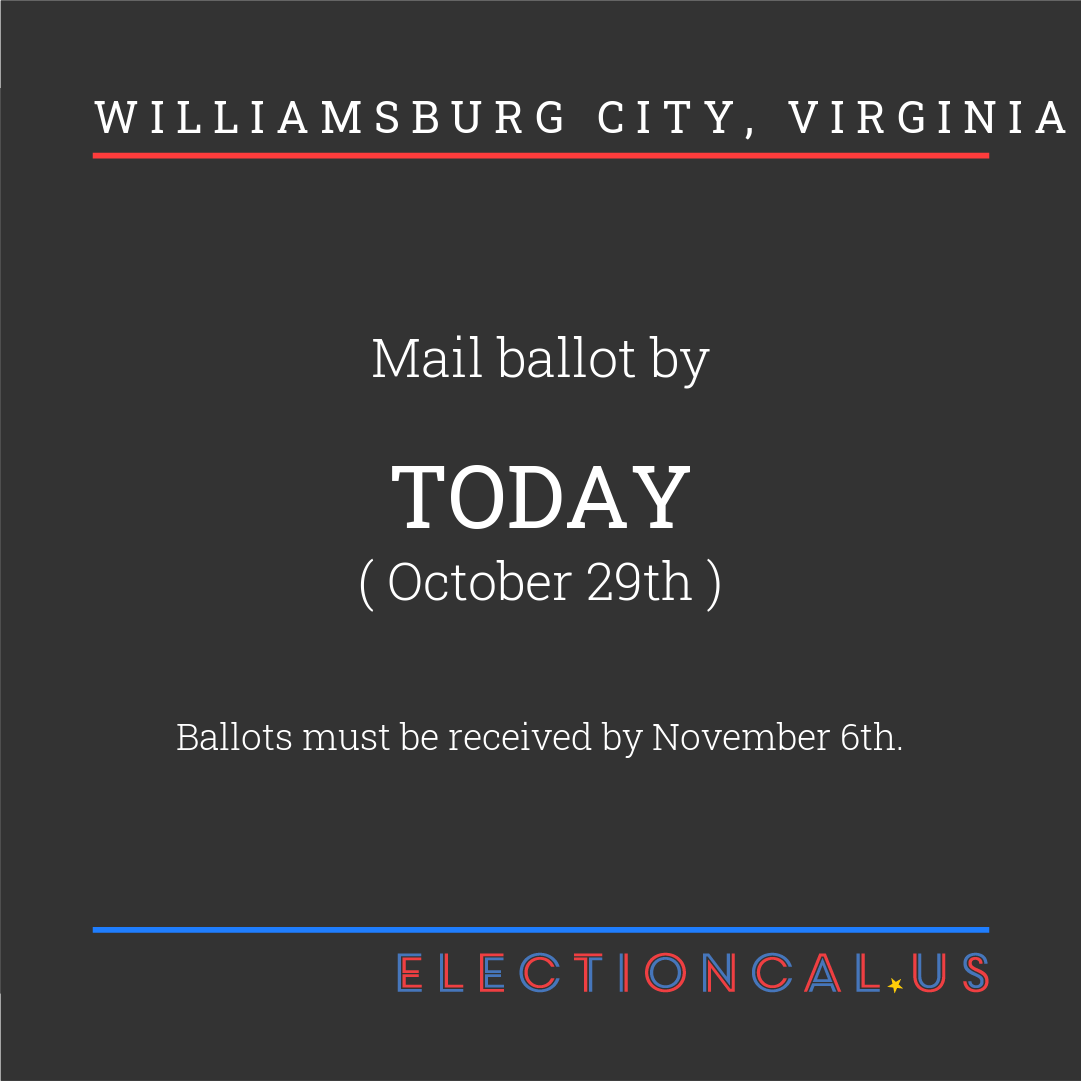 WILLIAMSBURG CITY, VIRGINIA
Mail ballot by
TODAY
( October 29th )
Ballots must be received by November 6th.
ELECTIONCAL.US